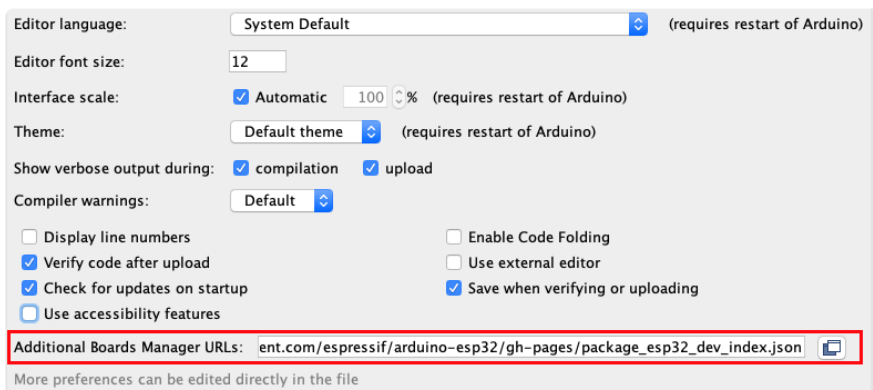 Editor language: System Default (requires restart of Arduino)
Editor font size: 12
Interface scale: Automatic 100 % (requires restart of Arduino)
Theme: Default theme (requires restart of Arduino)
Show verbose output during: compilation upload
Compiler warnings: Default
Display line numbers Enable Code Folding
Verify code after upload Use external editor
Check for updates on startup Save when verifying or uploading
Use accessibility features
Additional Boards Manager URLs: ent.com/espressif/arduino-esp32/gh-pages/package_esp32_dev_index.json
More preferences can be edited directly in the file